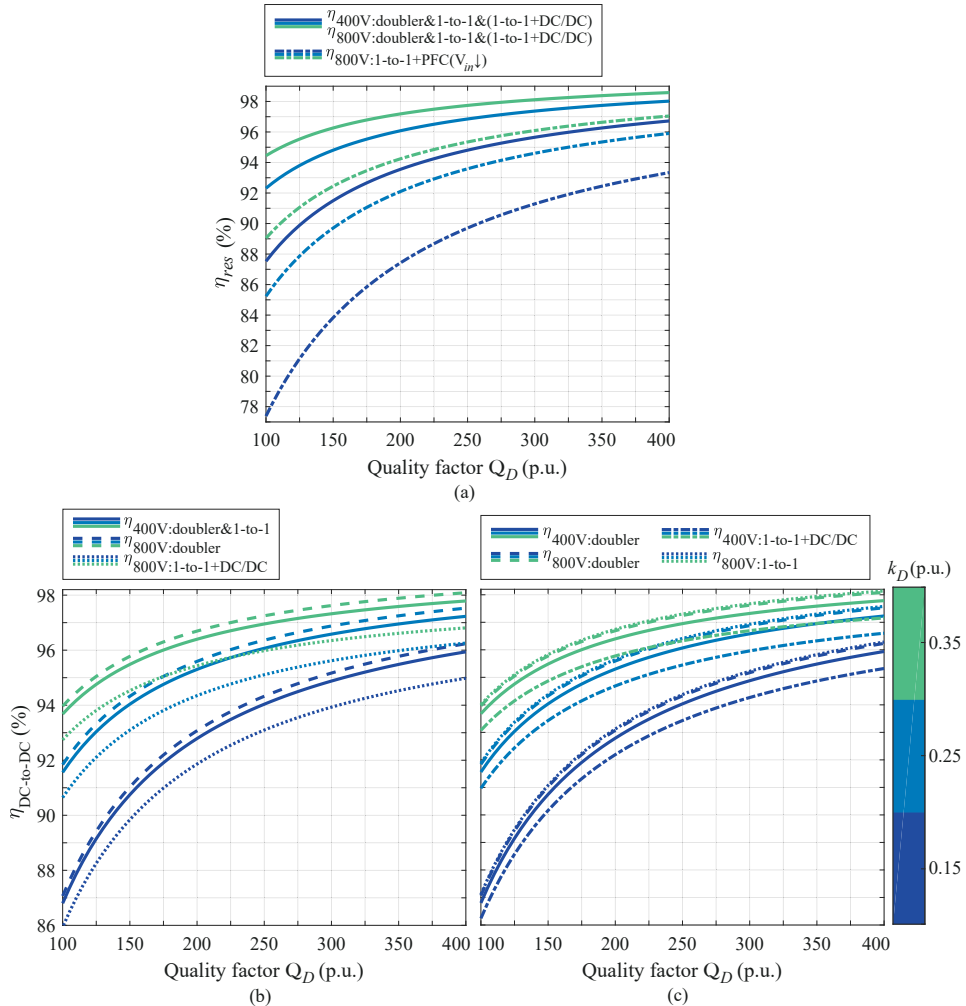 η400V:doubler&1-to-1&(1-to-1+DC/DC)
η800V:doubler&1-to-1&(1-to-1+DC/DC)
η800V:1-to-1+PFC(Vin↓)
98
96
94
92
90
88
86
84
82
80
78
ηres (%)
100 150 200 250 300 350 400
Quality factor QD (p.u.)
(a)
η400V:doubler&1-to-1
η800V:doubler
η800V:1-to-1+DC/DC
98
96
94
92
90
88
86
ηDC-to-DC (%)
100 150 200 250 300 350 400
Quality factor QD (p.u.)
(b)
η400V:doubler η400V:1-to-1+DC/DC
η800V:doubler η800V:1-to-1
100 150 200 250 300 350 400
Quality factor QD (p.u.)
(c)
kD(p.u.)
0.35
0.25
0.15